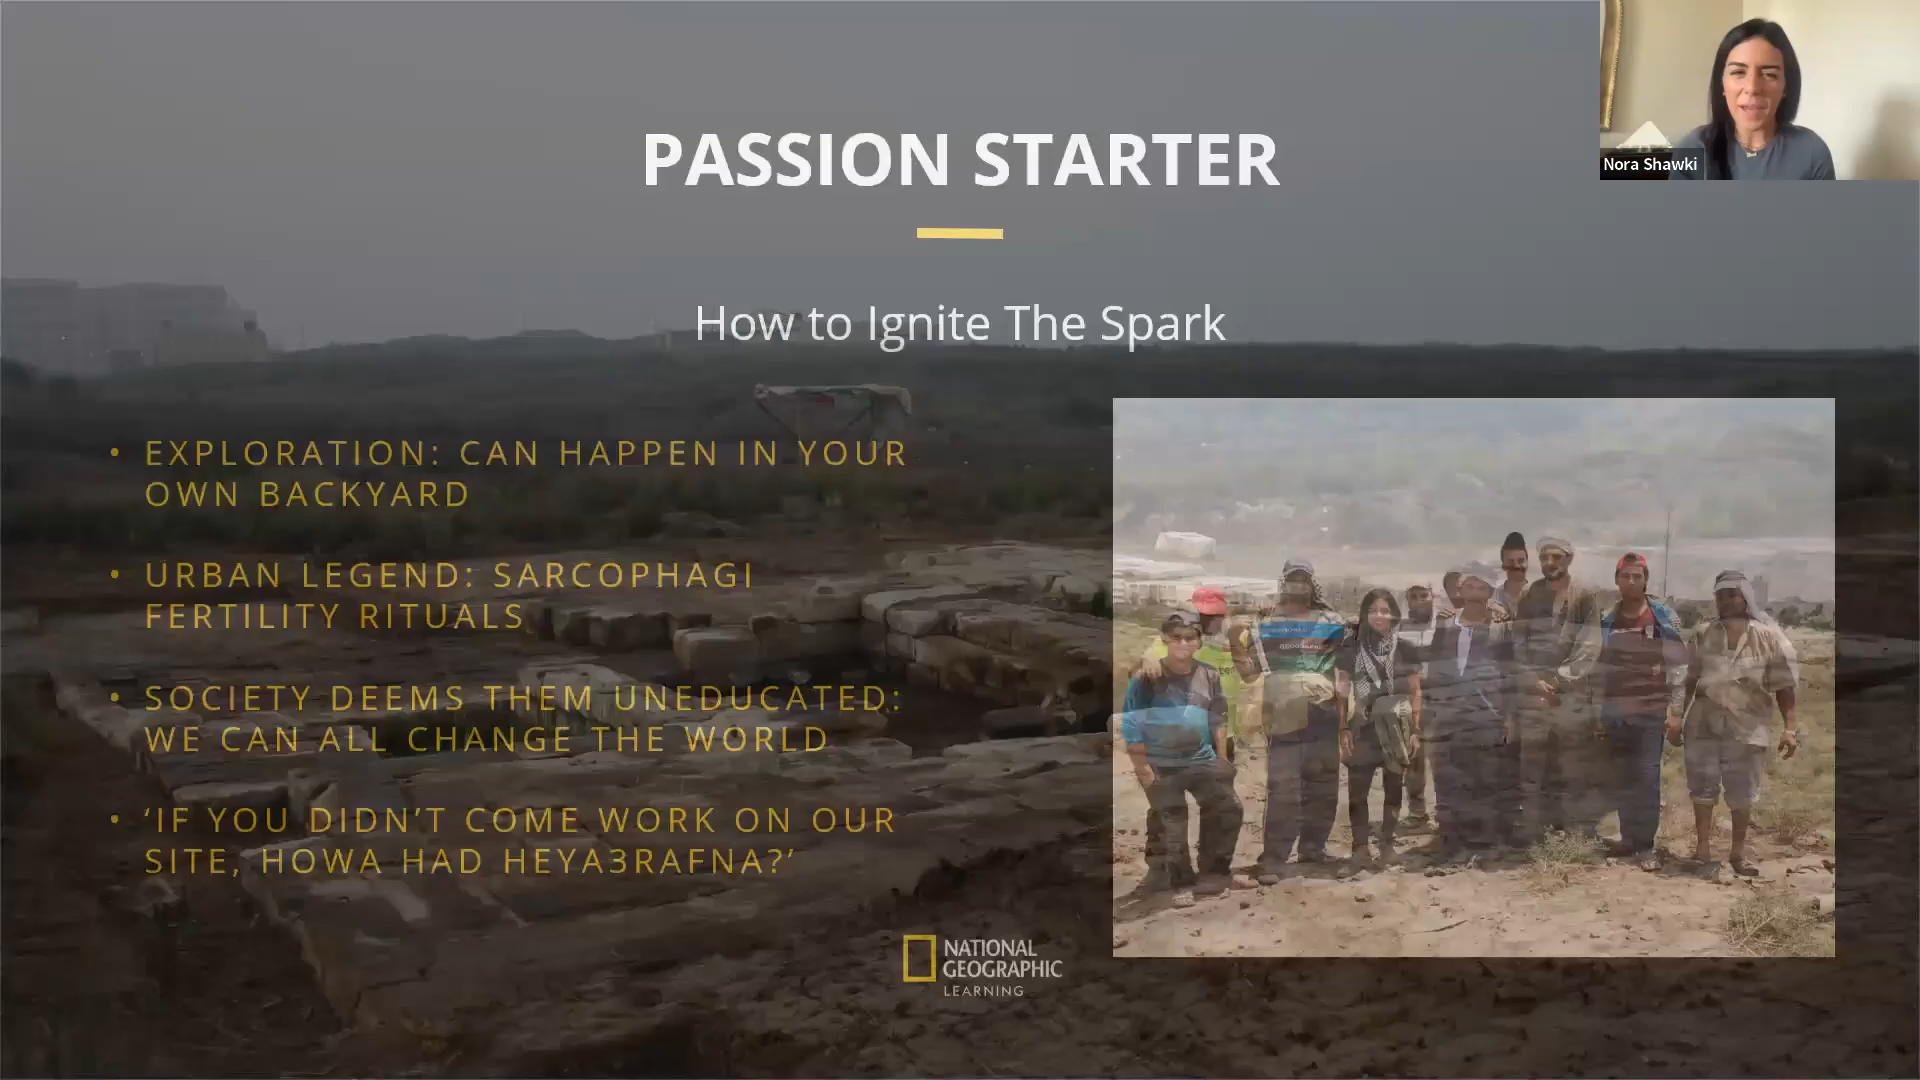 PASSION STARTER
Nora Shawki
How to Ignite The Spark
• EXPLORATION: CAN HAPPEN IN YOUR
OWN BACKYARD
• URBAN LEGEND: SARCOPHAGI
FERTILITY RITUALS
• SOCIETY DEEMS THEM UNEDUCATED:
WE CAN ALL CHANGE THE WORLD
• ‘IF YOU DIDN’T COME WORK ON OUR
SITE, HOWA HAD HEYA3RAFNA?’
NATIONAL
GEOGRAPHIC
LEARNING